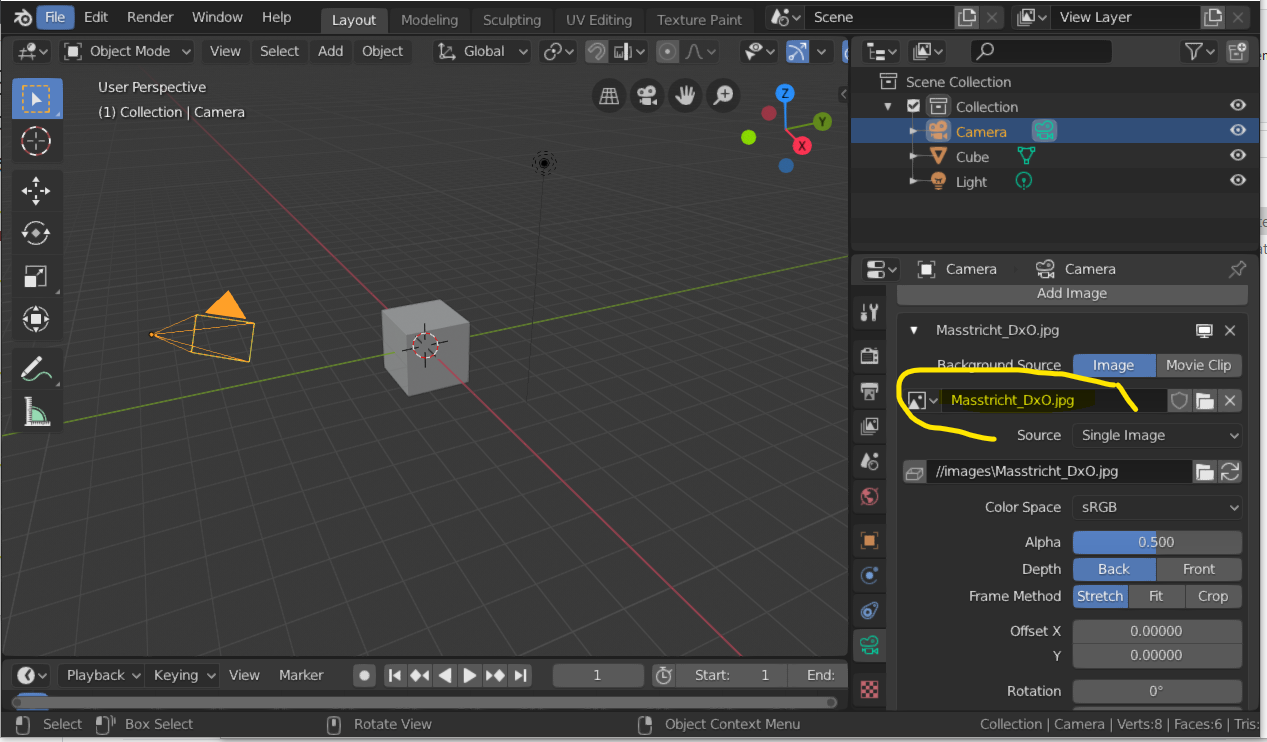 File Edit Render Window Help Layout Modeling Sculpting UV Editing Texture Paint Scene View Layer
Object Mode View Select Add Object Global
User Perspective
(1) Collection | Camera
Z
Y
X
Scene Collection
Collection
Camera
Cube
Light
Camera Camera
Add Image
Masstricht_DxO.jpg
Background Source Image Movie Clip
Masstricht_DxO.jpg
Source Single Image
//images\Masstricht_DxO.jpg
Color Space sRGB
Alpha 0.500
Depth Back Front
Frame Method Stretch Fit Crop
Offset X 0.00000
Y 0.00000
Rotation 0°
Playback Keying View Marker 1 Start: 1 End:
Select Box Select Rotate View Object Context Menu Collection | Camera | Verts:8 | Faces:6 | Tris: